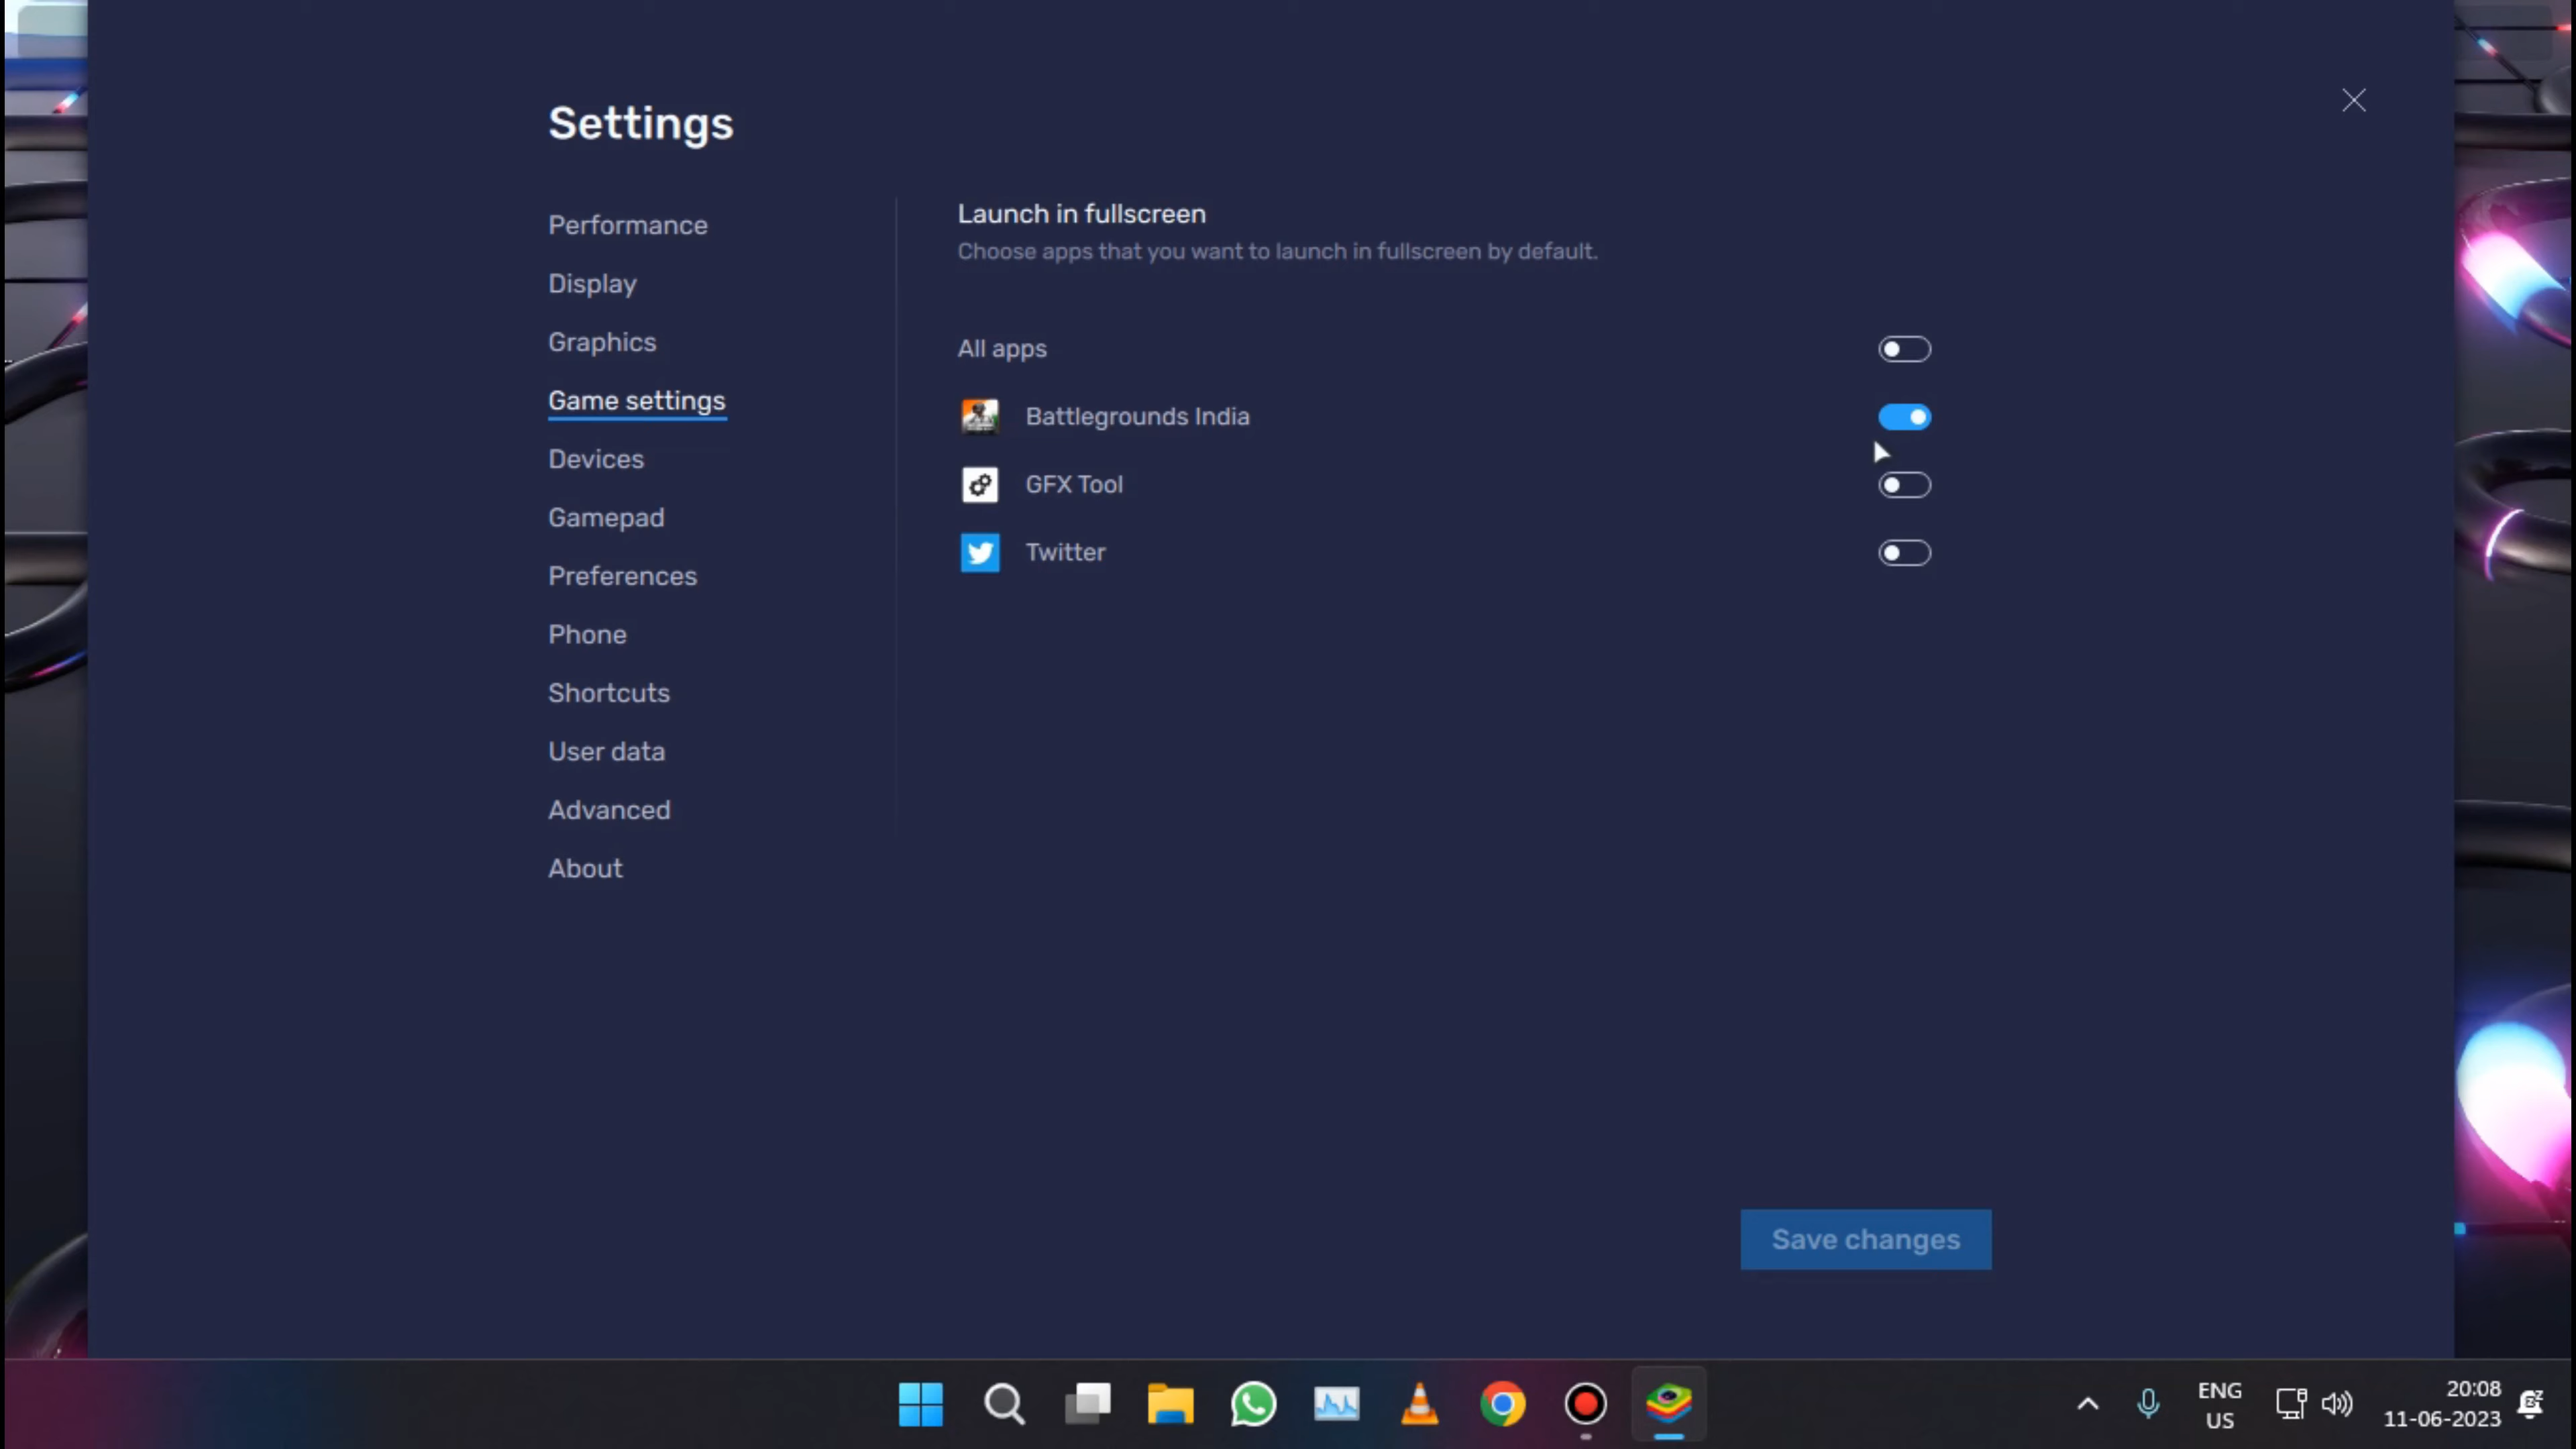 Settings
Performance
Display
Graphics
Game settings
Devices
Gamepad
Preferences
Phone
Shortcuts
User data
Advanced
About
Launch in fullscreen
Choose apps that you want to launch in fullscreen by default.
All apps
Battlegrounds India
GFX Tool
Twitter
Save changes
ENG
US
20:08
11-06-2023